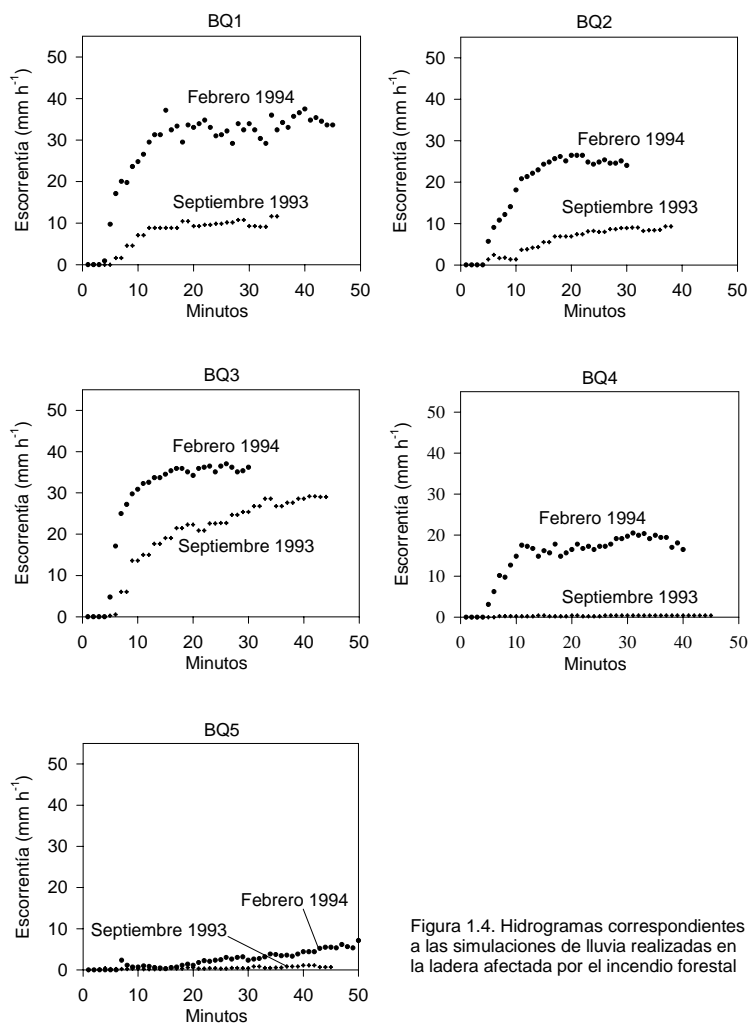 BQ1
Escorrentía (mm h⁻¹)
50
40
30
20
10
0
Febrero 1994
Septiembre 1993
0 10 20 30 40 50
Minutos
BQ2
Escorrentía (mm h⁻¹)
50
40
30
20
10
0
Febrero 1994
Septiembre 1993
0 10 20 30 40 50
Minutos
BQ3
Escorrentía (mm h⁻¹)
50
40
30
20
10
0
Febrero 1994
Septiembre 1993
0 10 20 30 40 50
Minutos
BQ4
Escorrentía (mm h⁻¹)
50
40
30
20
10
0
Febrero 1994
Septiembre 1993
0 10 20 30 40 50
Minutos
BQ5
Escorrentía (mm h⁻¹)
50
40
30
20
10
0
Febrero 1994
Septiembre 1993
0 10 20 30 40 50
Minutos
Figura 1.4. Hidrogramas correspondientes
a las simulaciones de lluvia realizadas en
la ladera afectada por el incendio forestal